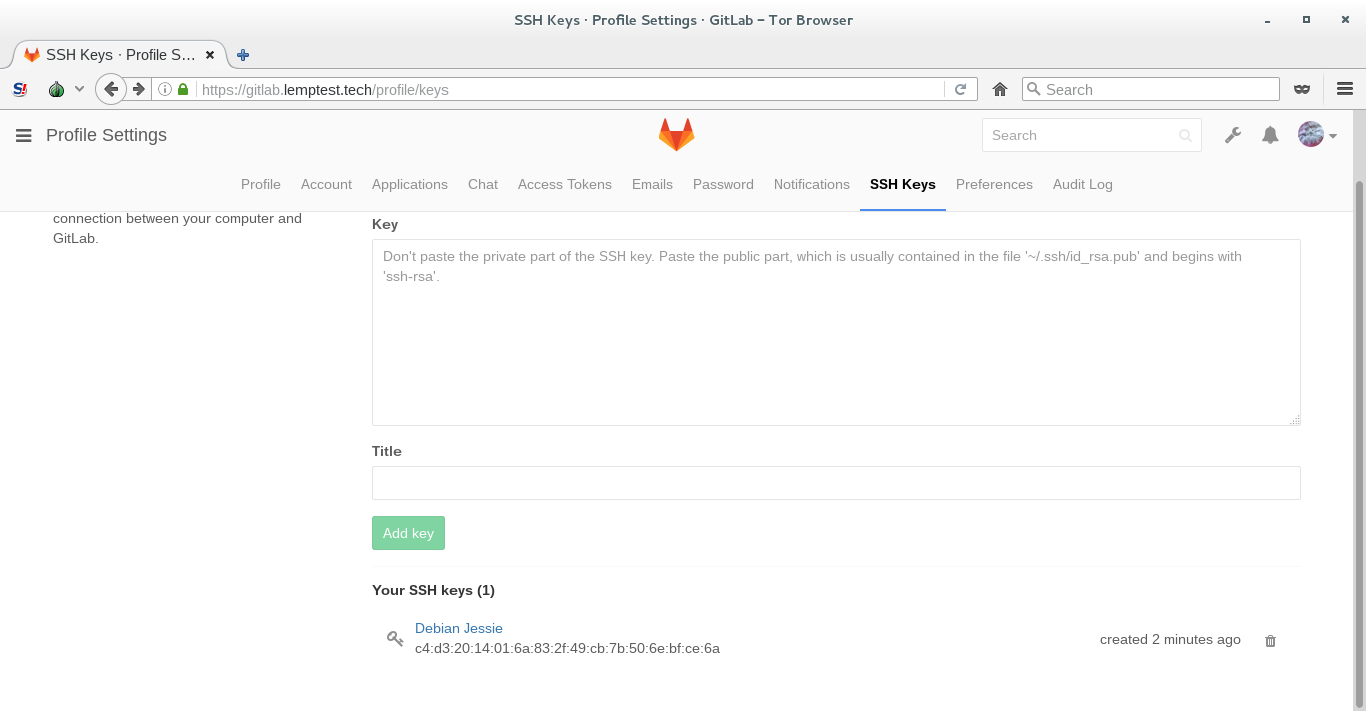 SSH Keys · Profile Settings · GitLab – Tor Browser
SSH Keys · Profile S…
https://gitlab.lemptest.tech/profile/keys
Search
Profile Settings
Search
Profile Account Applications Chat Access Tokens Emails Password Notifications SSH Keys Preferences Audit Log
connection between your computer and
GitLab.
Key
Don't paste the private part of the SSH key. Paste the public part, which is usually contained in the file '~/.ssh/id_rsa.pub' and begins with
'ssh-rsa'.
Title
Add key
Your SSH keys (1)
Debian Jessie
c4:d3:20:14:01:6a:83:2f:49:cb:7b:50:6e:bf:ce:6a
created 2 minutes ago